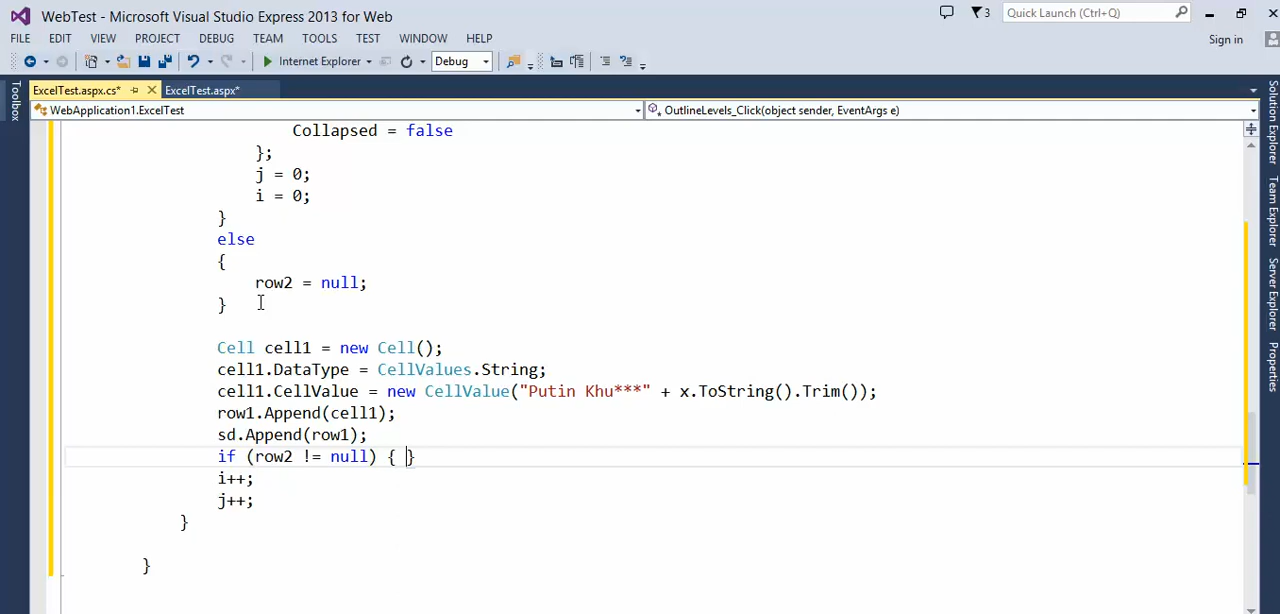 WebTest - Microsoft Visual Studio Express 2013 for Web
3
Quick Launch (Ctrl+Q)
FILE EDIT VIEW PROJECT DEBUG TEAM TOOLS TEST WINDOW HELP
Sign in
Internet Explorer
Debug
ExcelTest.aspx.cs*
ExcelTest.aspx*
WebApplication1.ExcelTest
OutlineLevels_Click(object sender, EventArgs e)
Toolbox
Collapsed = false
};
j = 0;
i = 0;
}
else
{
row2 = null;
}
Cell cell1 = new Cell();
cell1.DataType = CellValues.String;
cell1.CellValue = new CellValue("Putin Khu***" + x.ToString().Trim());
row1.Append(cell1);
sd.Append(row1);
if (row2 != null) { }
i++;
j++;
}
}
Solution Explorer
Team Explorer
Server Explorer
Properties